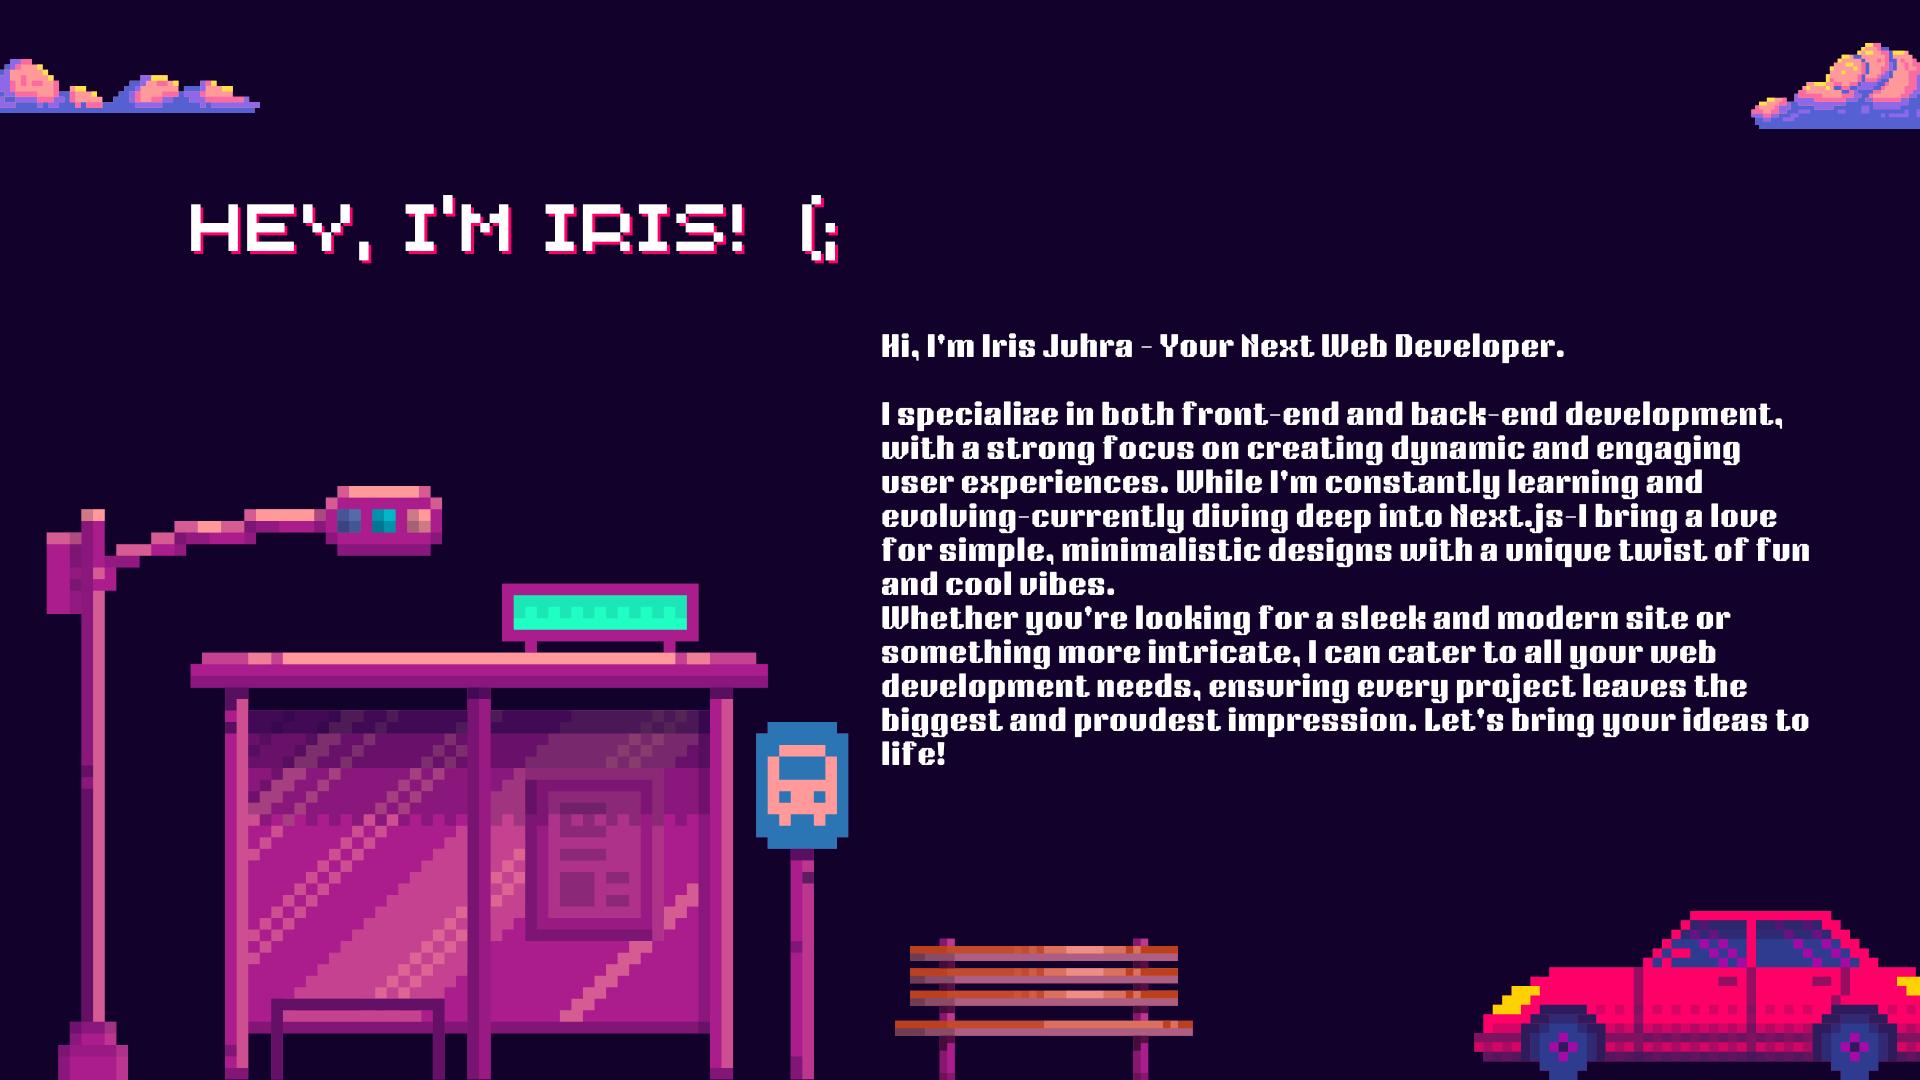 HEY, I'M IRIS! (;
Hi, I'm Iris Juhra - Your Next Web Developer.
I specialize in both front-end and back-end development,
with a strong focus on creating dynamic and engaging
user experiences. While I'm constantly learning and
evolving-currently diving deep into Next.js-I bring a love
for simple, minimalistic designs with a unique twist of fun
and cool vibes.
Whether you're looking for a sleek and modern site or
something more intricate, I can cater to all your web
development needs, ensuring every project leaves the
biggest and proudest impression. Let's bring your ideas to
life!